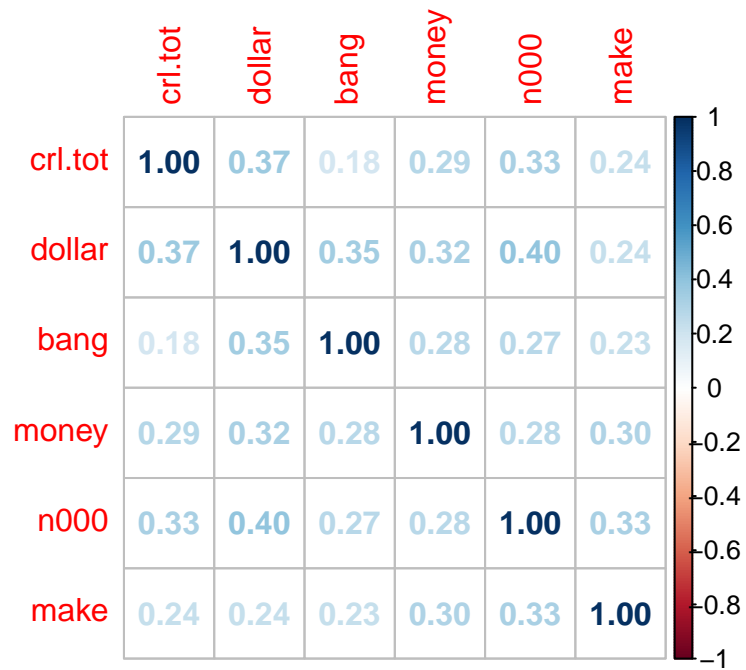 crl.tot dollar bang money n000 make
crl.tot 1.00 0.37 0.18 0.29 0.33 0.24
dollar 0.37 1.00 0.35 0.32 0.40 0.24
bang 0.18 0.35 1.00 0.28 0.27 0.23
money 0.29 0.32 0.28 1.00 0.28 0.30
n000 0.33 0.40 0.27 0.28 1.00 0.33
make 0.24 0.24 0.23 0.30 0.33 1.00
1
0.8
0.6
0.4
0.2
0
−0.2
−0.4
−0.6
−0.8
−1